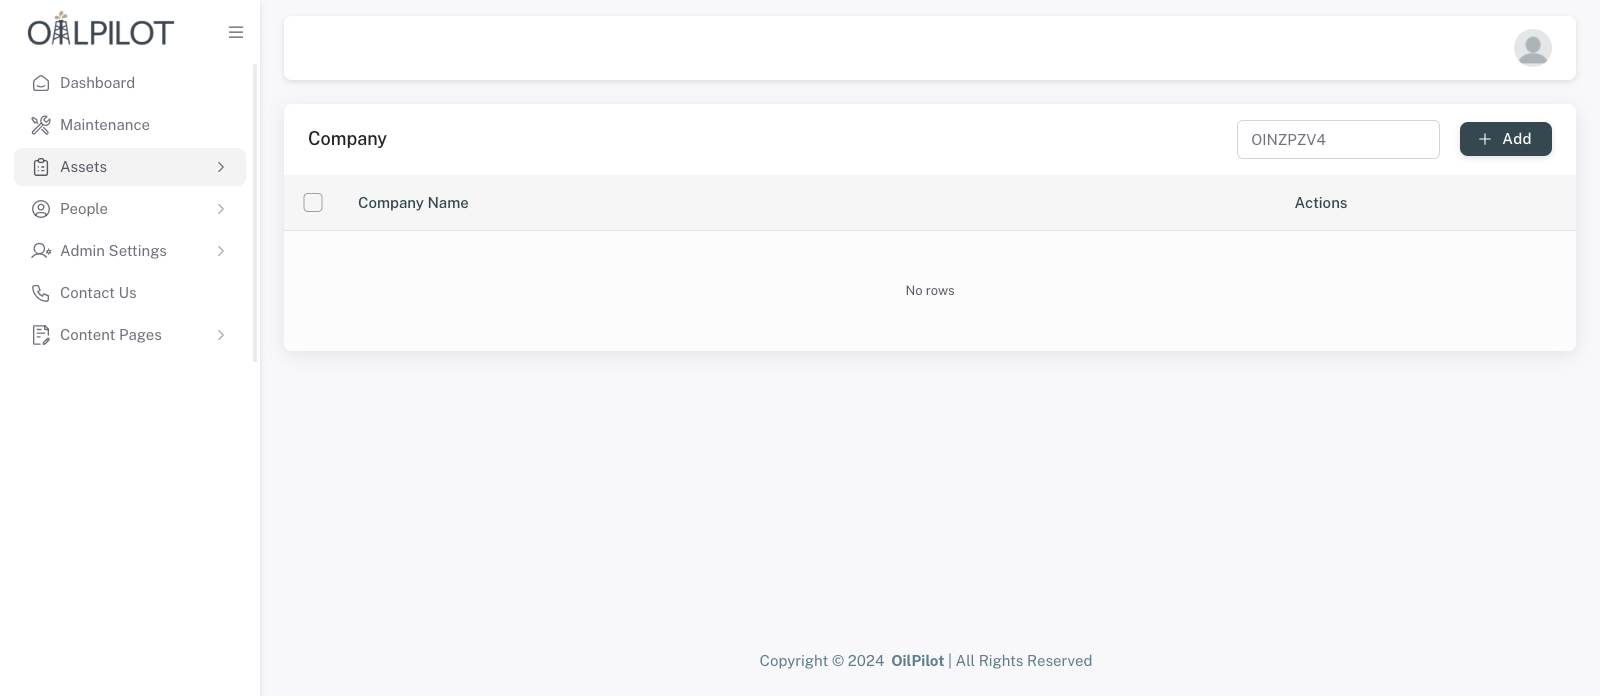 OILPILOT
Dashboard
Maintenance
Assets
People
Admin Settings
Contact Us
Content Pages
Company
OINZPZV4
Add
Company Name
Actions
No rows
Copyright © 2024 OilPilot | All Rights Reserved